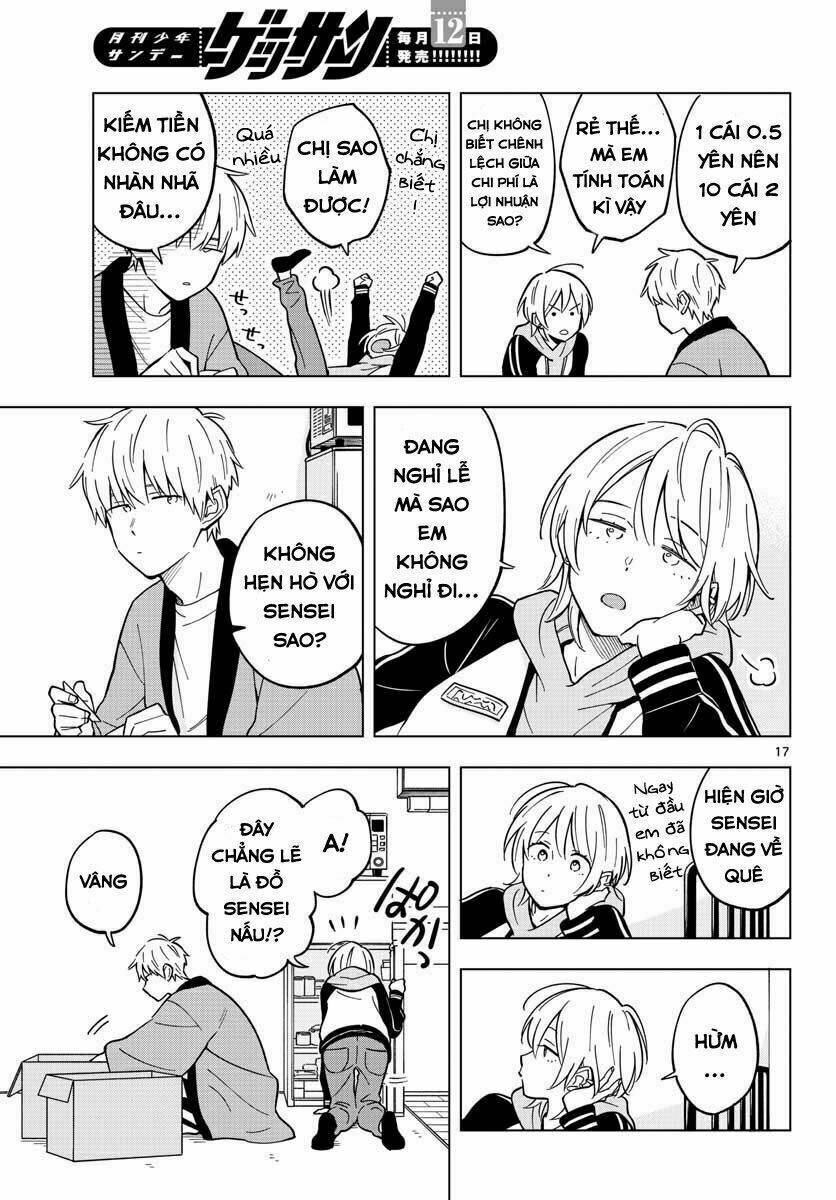 月刊少年
サンデー
ゲッサン
毎月12日
発売!!!!!!!!!
1 CÁI 0.5
YÊN NÊN
10 CÁI 2
YÊN
RẺ THẾ...
MÀ EM
TÍNH TOÁN
KÌ VẬY
CHỊ KHÔNG
BIẾT CHÊNH
LỆCH GIỮA
CHI PHÍ LÀ
LỢI NHUẬN
SAO?
Chị
chẳng
biết
!
CHỊ SAO
LÀM
ĐƯỢC!
Quá
nhiều
KIẾM TIỀN
KHÔNG CÓ
NHÀN NHÃ
ĐÂU...
せっ
せっ
ĐANG
NGHỈ LỄ
MÀ SAO
EM
KHÔNG
NGHỈ ĐI...
KHÔNG
HẸN HÒ VỚI
SENSEI
SAO?
17
HIỆN GIỜ
SENSEI
ĐANG VỀ
QUÊ
Ngay
từ đầu
em đã
không
biết
HỪM
...
A!
ĐÂY
CHẲNG LẼ
LÀ ĐỒ
SENSEI
NẤU!?
ぱかっ
VÂNG